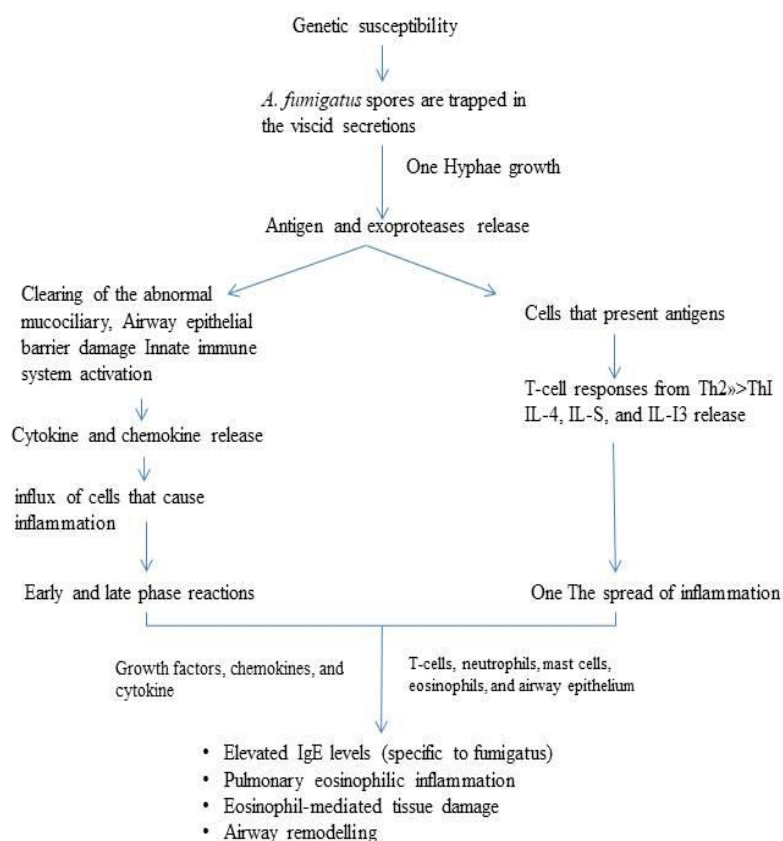 Genetic susceptibility
A. fumigatus spores are trapped in
the viscid secretions
One Hyphae growth
Antigen and exoproteases release
Clearing of the abnormal
mucociliary, Airway epithelial
barrier damage Innate immune
system activation
Cytokine and chemokine release
influx of cells that cause
inflammation
Early and late phase reactions
Cells that present antigens
T-cell responses from Th2»>ThI
IL-4, IL-S, and IL-I3 release
One The spread of inflammation
Growth factors, chemokines, and
cytokine
T-cells, neutrophils, mast cells,
eosinophils, and airway epithelium
• Elevated IgE levels (specific to fumigatus)
• Pulmonary eosinophilic inflammation
• Eosinophil-mediated tissue damage
• Airway remodelling